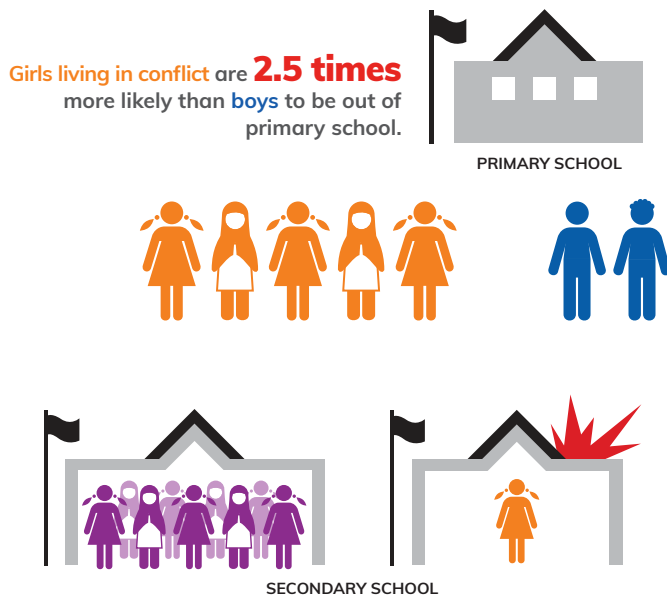 Girls living in conflict are 2.5 times
more likely than boys to be out of
primary school.
PRIMARY SCHOOL
SECONDARY SCHOOL